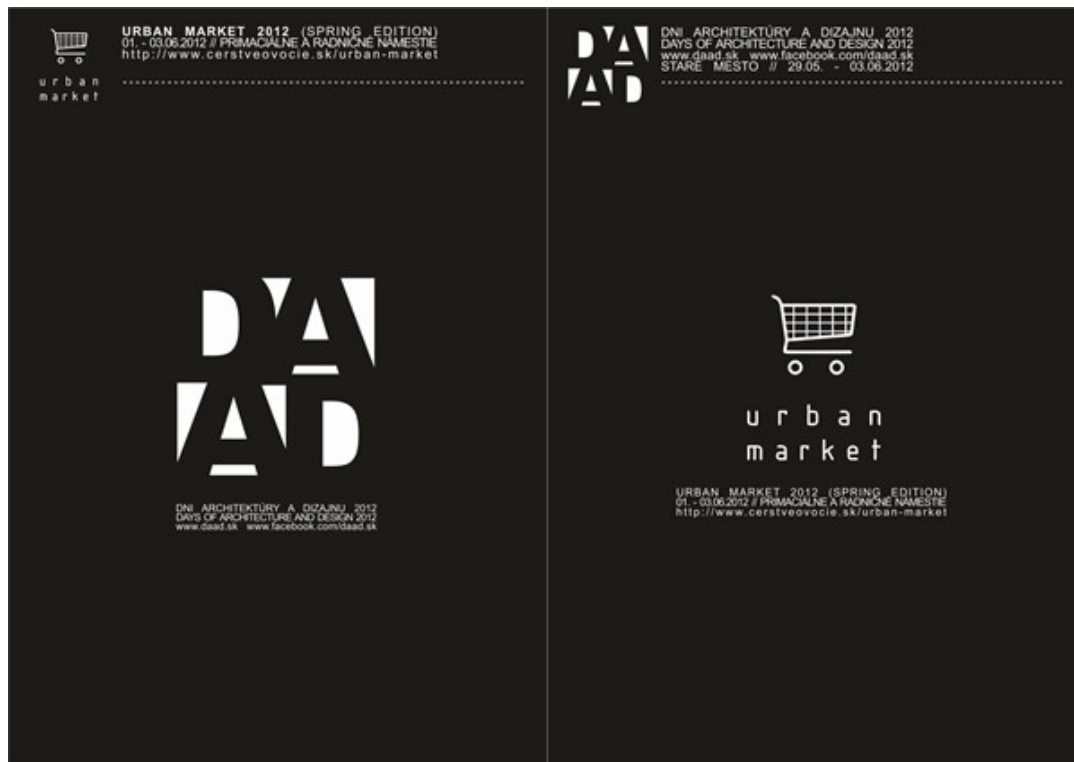 urban
market
URBAN MARKET 2012 (SPRING EDITION)
01. - 03.06.2012 // PRIMACIÁLNE A RADNIČNÉ NÁMESTIE
http://www.cerstveovocie.sk/urban-market
DA
AD
DNI ARCHITEKTÚRY A DIZAJNU 2012
DAYS OF ARCHITECTURE AND DESIGN 2012
www.daad.sk www.facebook.com/daad.sk
DA
AD
DNI ARCHITEKTÚRY A DIZAJNU 2012
DAYS OF ARCHITECTURE AND DESIGN 2012
www.daad.sk www.facebook.com/daad.sk
STARÉ MESTO // 29.05. - 03.06.2012
urban
market
URBAN MARKET 2012 (SPRING EDITION)
01. - 03.06.2012 // PRIMACIÁLNE A RADNIČNÉ NÁMESTIE
http://www.cerstveovocie.sk/urban-market